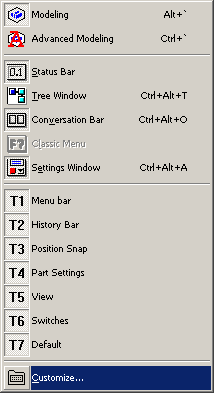 Modeling Alt+`
Advanced Modeling Ctrl+`
0.1 Status Bar
Tree Window Ctrl+Alt+T
Conversation Bar Ctrl+Alt+O
F? Classic Menu
Settings Window Ctrl+Alt+A
T1 Menu bar
T2 History Bar
T3 Position Snap
T4 Part Settings
T5 View
T6 Switches
T7 Default
Customize...